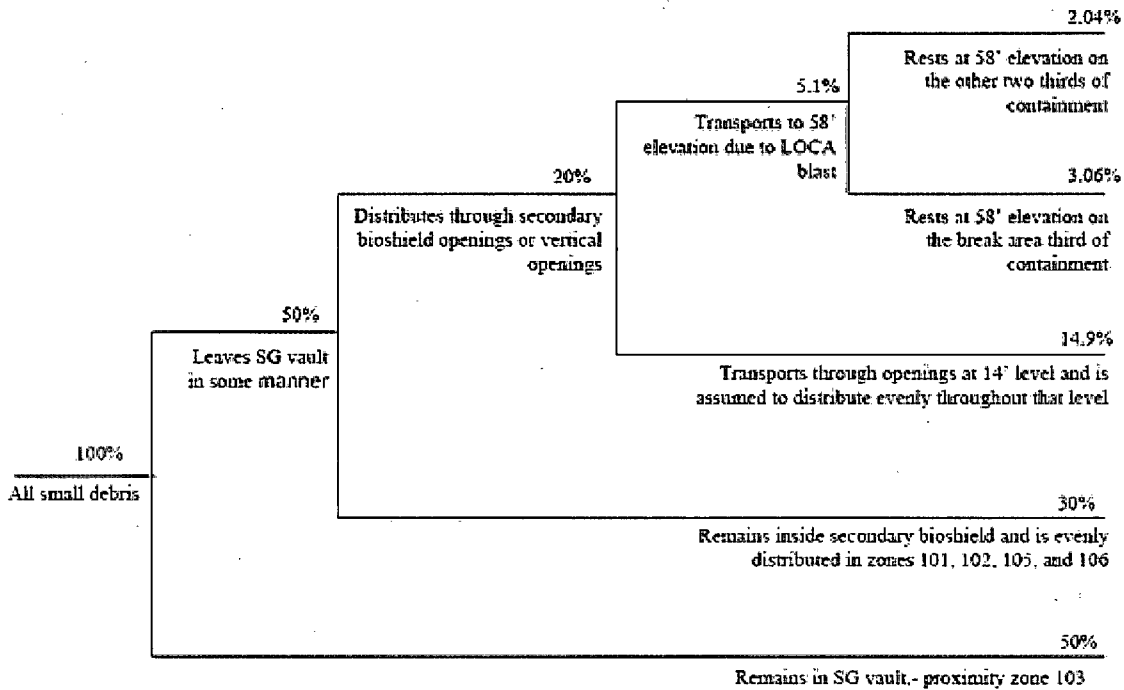 2.04%
Rests at 58' elevation on
the other two thirds of
containment
5.1%
Transports to 58'
elevation due to LOCA
blast
3.06%
Rests at 58' elevation on
the break area third of
containment
20%
Distributes through secondary
bioshield openings or vertical
openings
14.9%
Transports through openings at 14' level and is
assumed to distribute evenly throughout that level
50%
Leaves SG vault
in some manner
100%
All small debris
30%
Remains inside secondary bioshield and is evenly
distributed in zones 101, 102, 105, and 106
50%
Remains in SG vault,- proximity zone 103